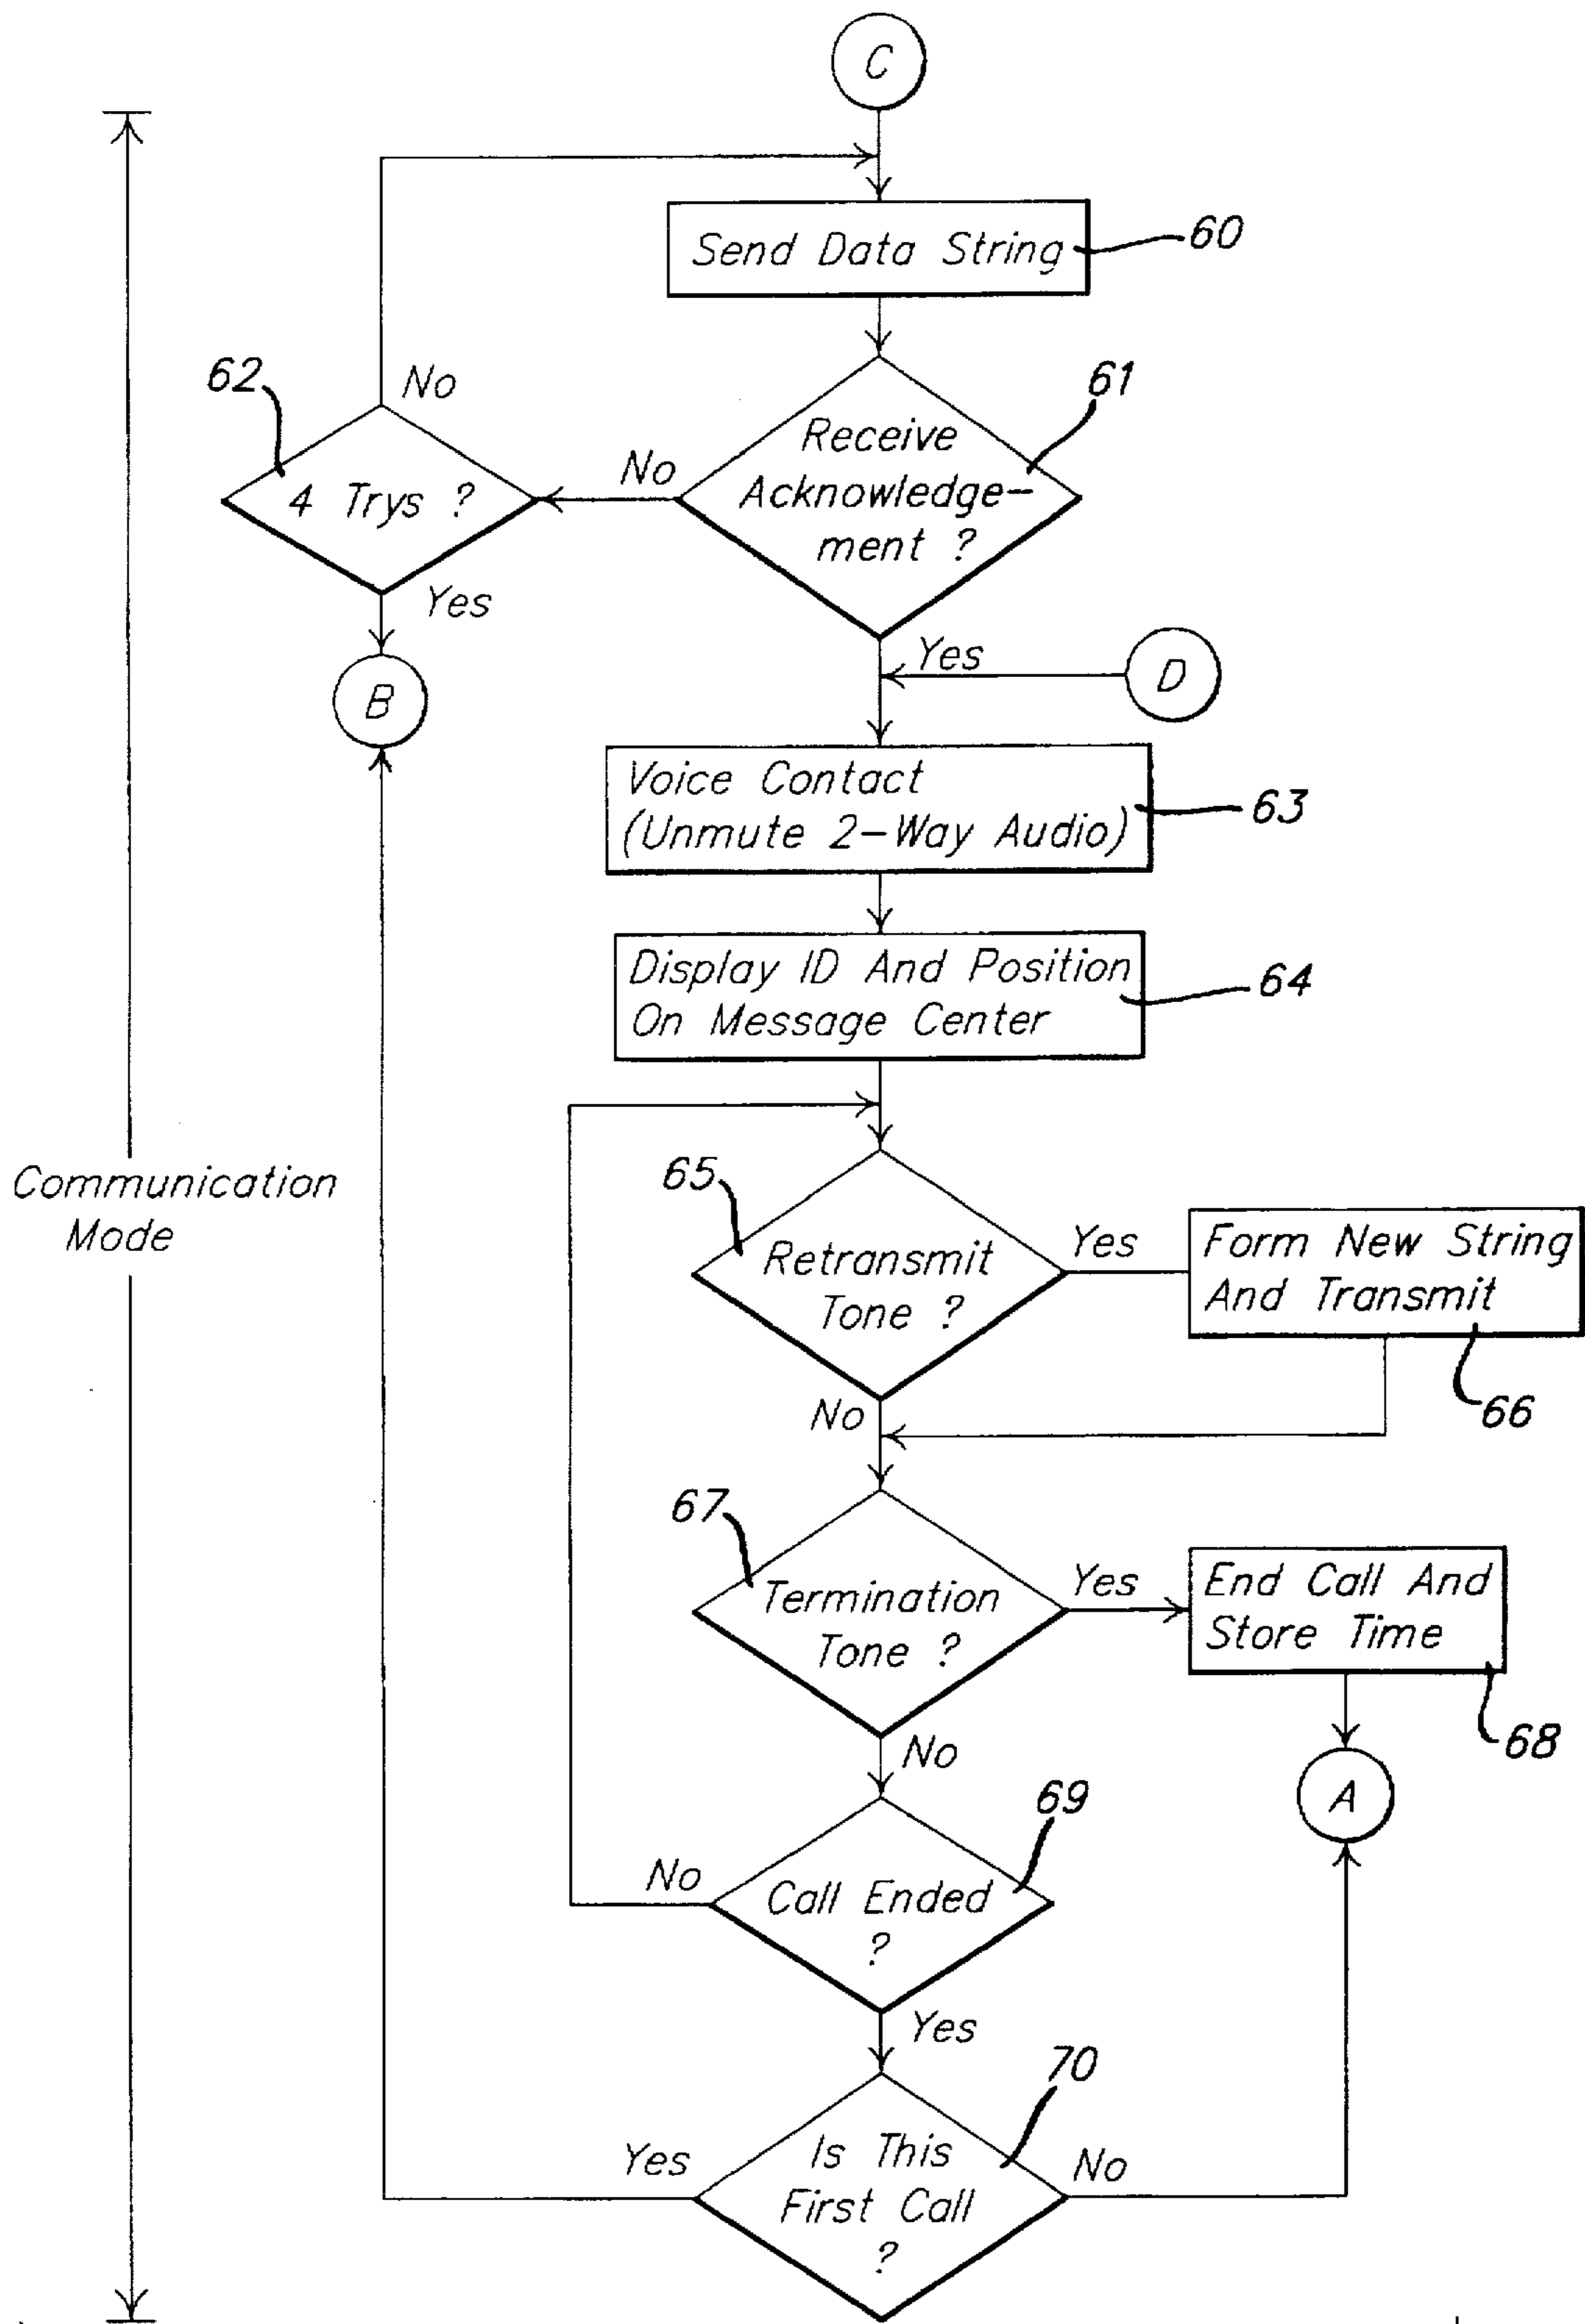 C
Send Data String
60
62
No
61
4 Trys ?
No
Receive
Acknowledge-
ment ?
Yes
B
Yes
D
Voice Contact
(Unmute 2-Way Audio)
63
Display ID And Position
On Message Center
64
Communication
Mode
65
Retransmit
Tone ?
Yes
Form New String
And Transmit
66
No
67
Termination
Tone ?
Yes
End Call And
Store Time
68
No
A
69
No
Call Ended
?
Yes
70
Yes
Is This
First Call
?
No